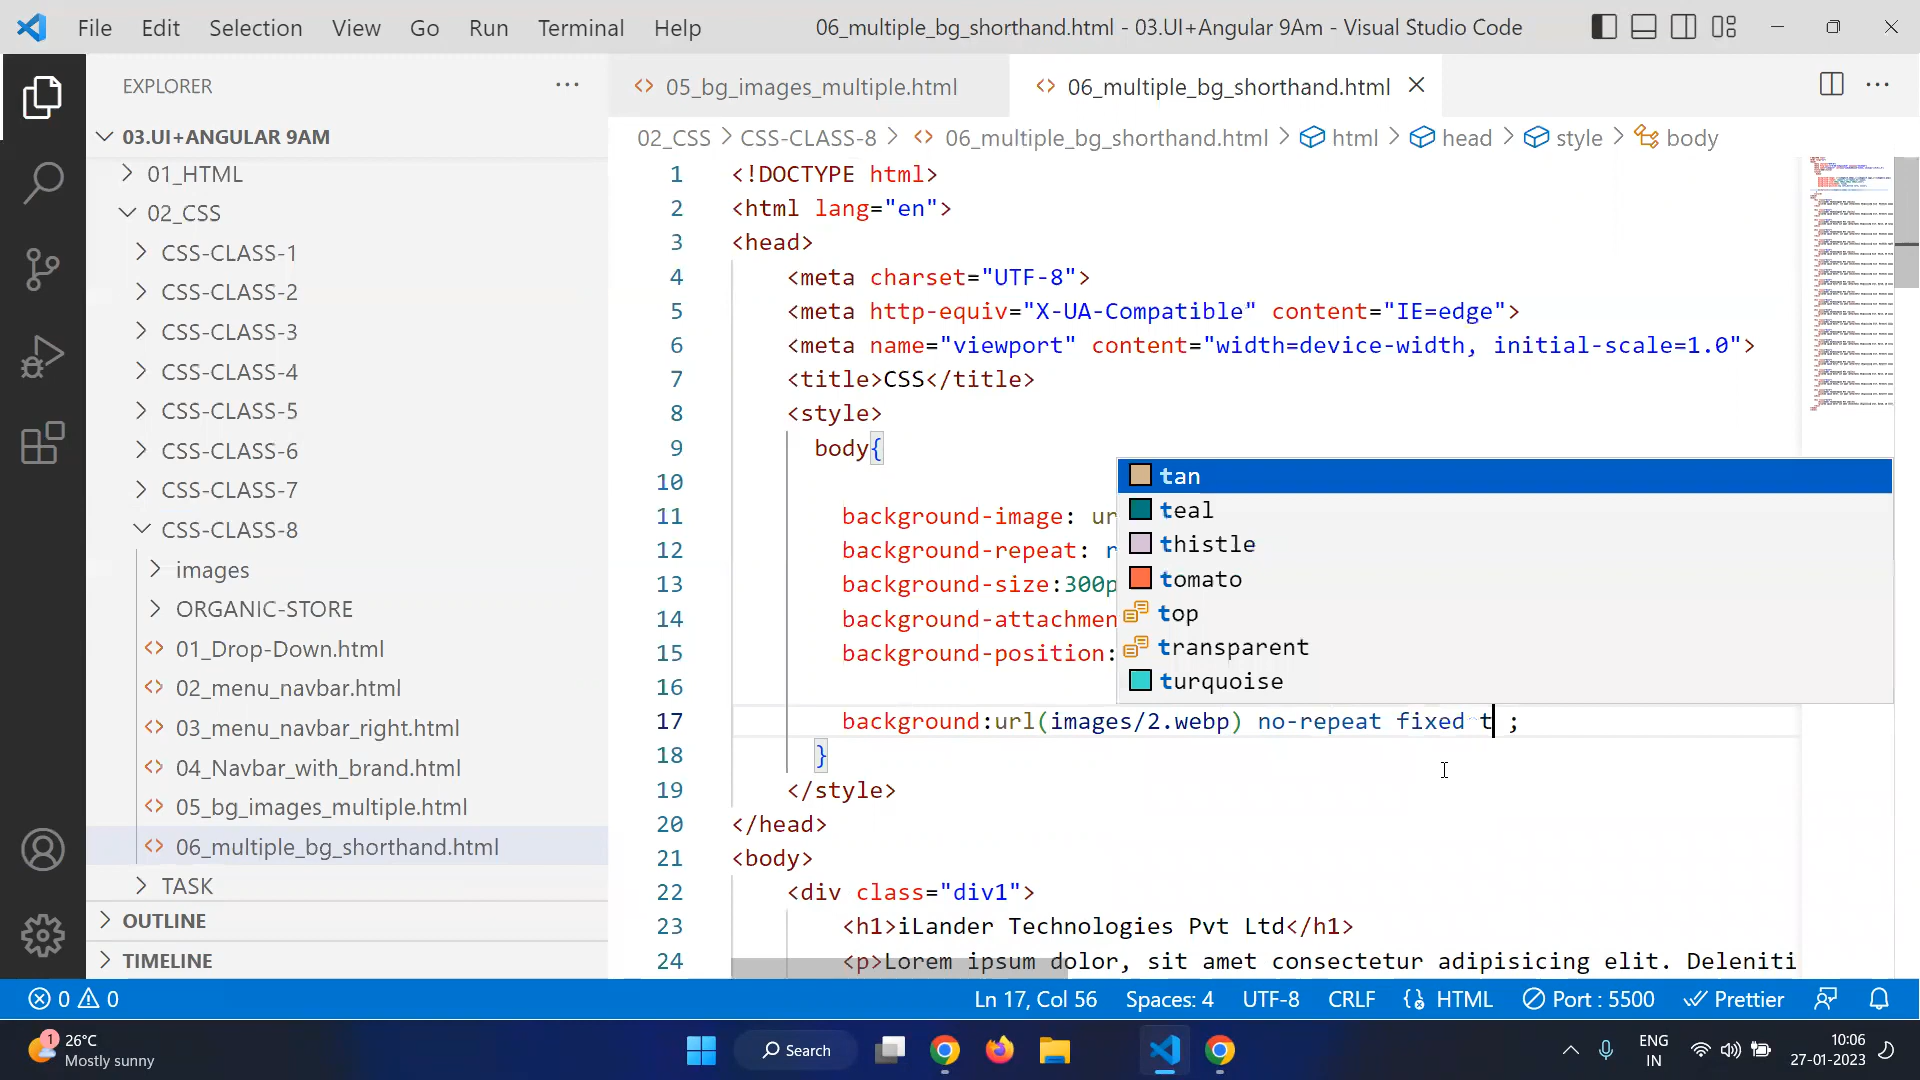 File Edit Selection View Go Run Terminal Help
06_multiple_bg_shorthand.html - 03.UI+Angular 9Am - Visual Studio Code
EXPLORER
05_bg_images_multiple.html
06_multiple_bg_shorthand.html
03.UI+ANGULAR 9AM
01_HTML
02_CSS
CSS-CLASS-1
CSS-CLASS-2
CSS-CLASS-3
CSS-CLASS-4
CSS-CLASS-5
CSS-CLASS-6
CSS-CLASS-7
CSS-CLASS-8
images
ORGANIC-STORE
01_Drop-Down.html
02_menu_navbar.html
03_menu_navbar_right.html
04_Navbar_with_brand.html
05_bg_images_multiple.html
06_multiple_bg_shorthand.html
TASK
OUTLINE
TIMELINE
02_CSS > CSS-CLASS-8 > 06_multiple_bg_shorthand.html > html > head > style > body
1 <!DOCTYPE html>
2 <html lang="en">
3 <head>
4 <meta charset="UTF-8">
5 <meta http-equiv="X-UA-Compatible" content="IE=edge">
6 <meta name="viewport" content="width=device-width, initial-scale=1.0">
7 <title>CSS</title>
8 <style>
9 body{
10
11 background-image: ur
12 background-repeat: n
13 background-size:300p
14 background-attachmen
15 background-position:
16
17 background:url(images/2.webp) no-repeat fixed t ;
18 }
19 </style>
20 </head>
21 <body>
22 <div class="div1">
23 <h1>iLander Technologies Pvt Ltd</h1>
24 <p>Lorem ipsum dolor, sit amet consectetur adipisicing elit. Deleniti
tan
teal
thistle
tomato
top
transparent
turquoise
0 0
Ln 17, Col 56 Spaces: 4 UTF-8 CRLF HTML Port : 5500 Prettier
1
26°C
Mostly sunny
Search
ENG
IN
10:06
27-01-2023